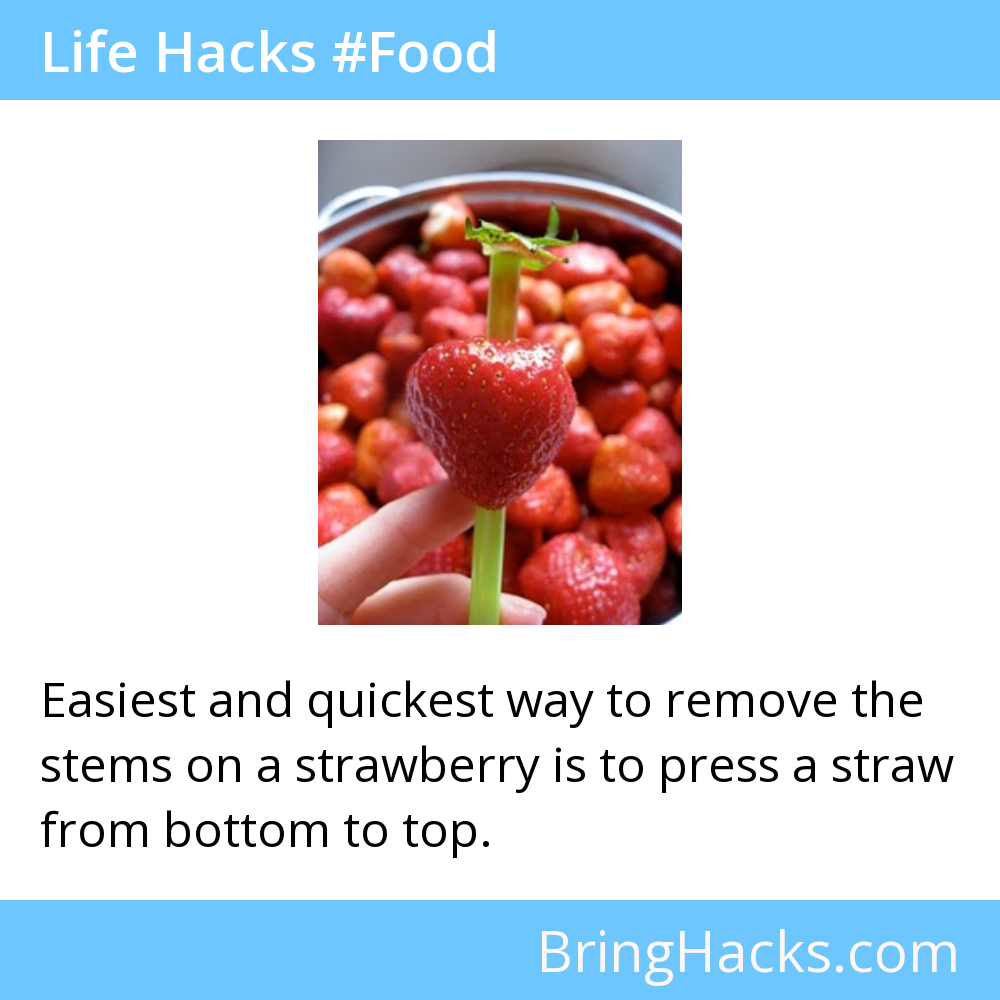 Life Hacks #Food
Easiest and quickest way to remove the
stems on a strawberry is to press a straw
from bottom to top.
BringHacks.com